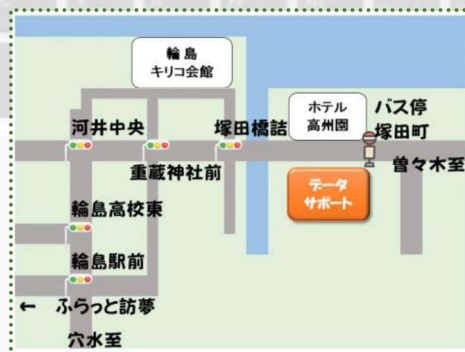 輪島
キリコ会館
ホテル
高州園
バス停
塚田町
河井中央
塚田橋詰
重蔵神社前
曽々木至
データ
サポート
輪島高校東
輪島駅前
← ふらっと訪夢
穴水至